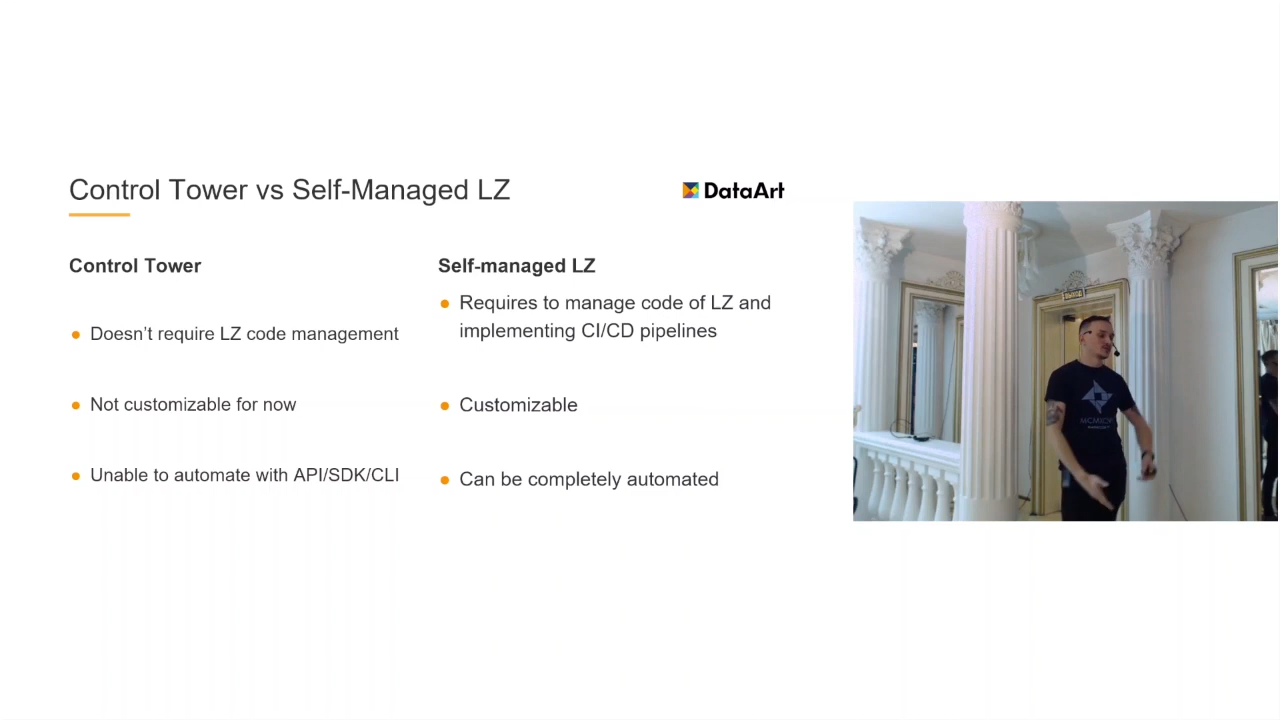 Control Tower vs Self-Managed LZ
DataArt
Control Tower
Doesn’t require LZ code management
Not customizable for now
Unable to automate with API/SDK/CLI
Self-managed LZ
Requires to manage code of LZ and
implementing CI/CD pipelines
Customizable
Can be completely automated